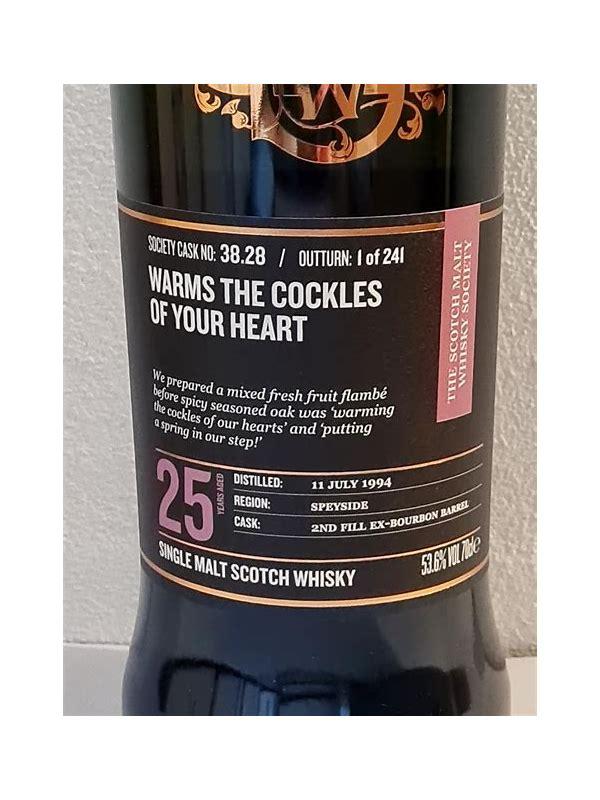 SOCIETY CASK NO: 38.28 / OUTTURN: 1 of 241
WARMS THE COCKLES
OF YOUR HEART
THE SCOTCH MALT
WHISKY SOCIETY
We prepared a mixed fresh fruit flambé
before spicy seasoned oak was 'warming
the cockles of our hearts' and 'putting
a spring in our step!'
25
YEARS AGED
DISTILLED: 11 JULY 1994
REGION: SPEYSIDE
CASK: 2ND FILL EX-BOURBON BARREL
SINGLE MALT SCOTCH WHISKY
53.6% VOL 70cl e